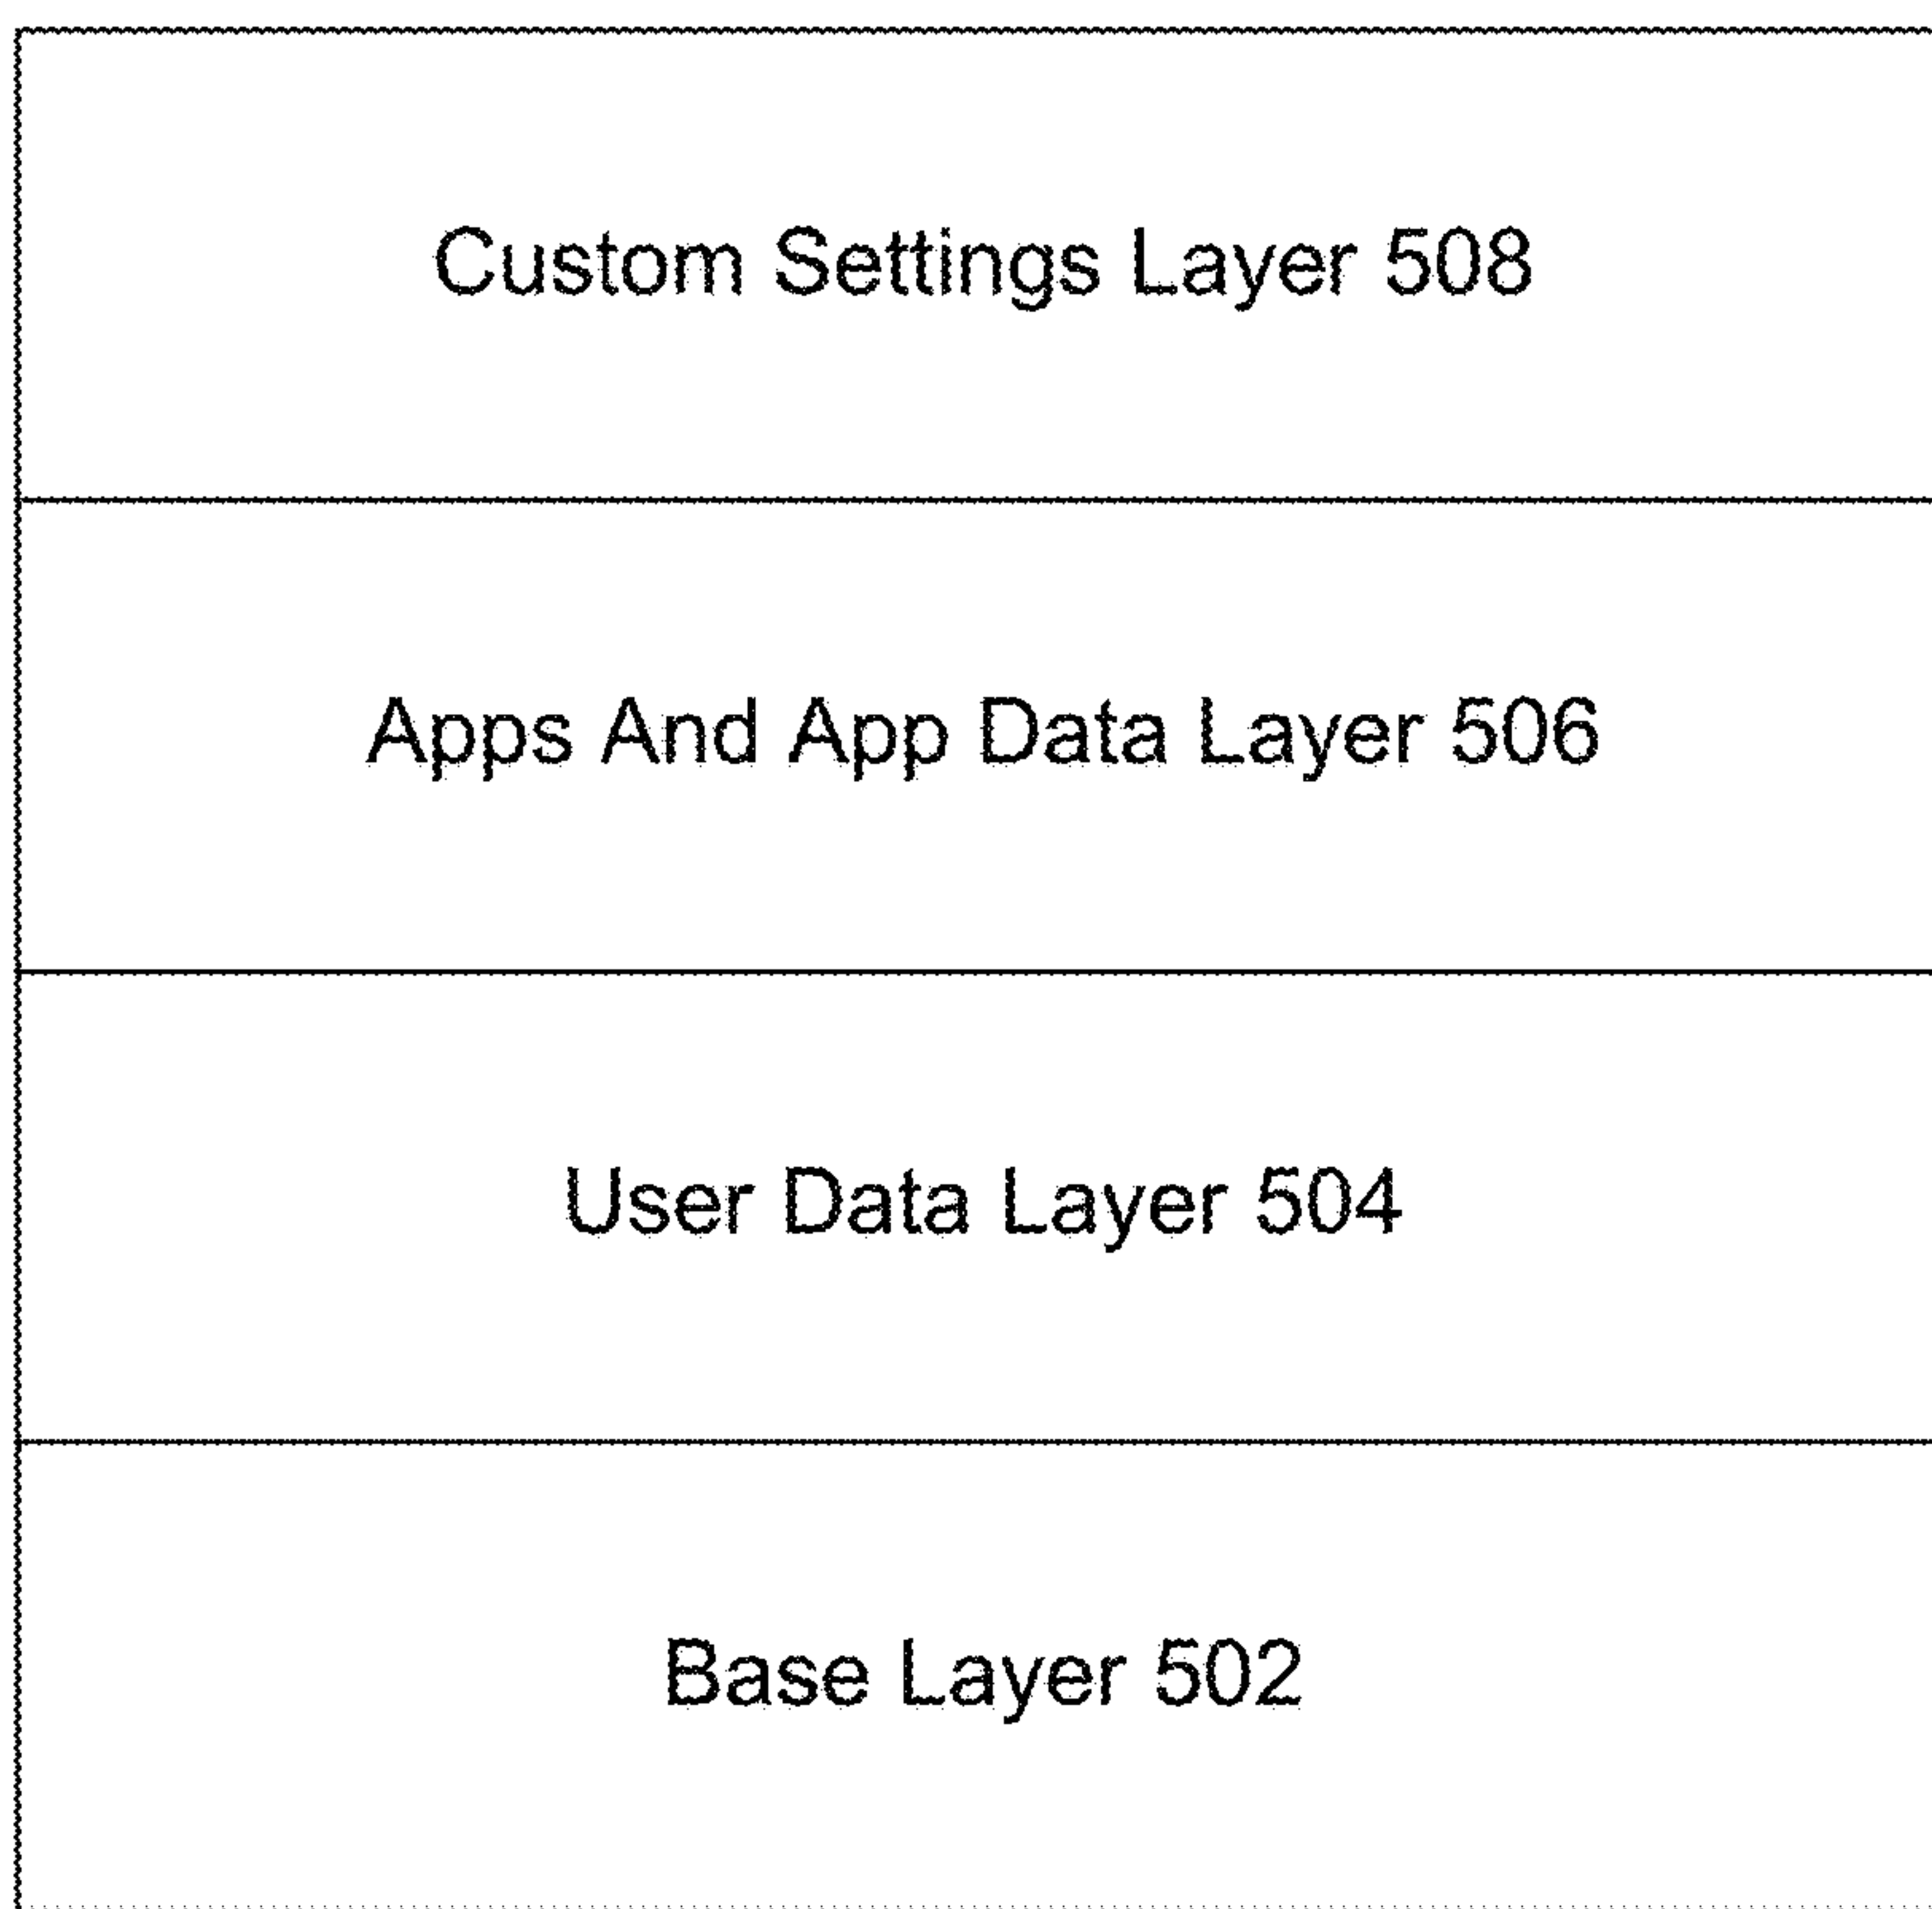 Custom Settings Layer 508
Apps And App Data Layer 506
User Data Layer 504
Base Layer 502